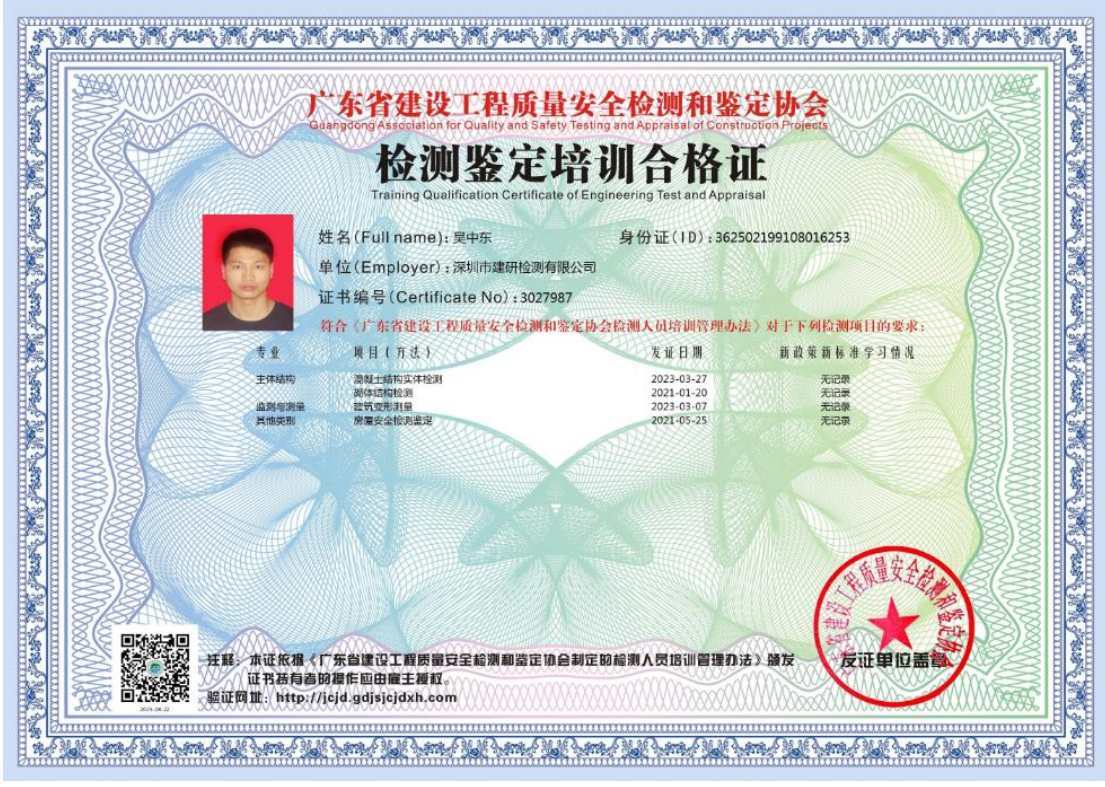 广东省建设工程质量安全检测和鉴定协会
Guangdong Association for Quality and Safety Testing and Appraisal of Construction Projects
检测鉴定培训合格证
Training Qualification Certificate of Engineering Test and Appraisal
姓名(Full name):吴中东 身份证(ID):362502199108016253
单位(Employer):深圳市建研检测有限公司
证书编号(Certificate No):3027987
符合《广东省建设工程质量安全检测和鉴定协会检测人员培训管理办法》对于下列检测项目的要求:
专业 项目(方法) 发证日期 新政策新标准学习情况
主体结构 混凝土结构实体检测 2023-03-27 无记录
砌体结构检测 2021-01-20 无记录
监测与测量 建筑变形测量 2023-03-07 无记录
其他类别 房屋安全检测鉴定 2021-05-25 无记录
建设工程质量安全检测和鉴定协会
发证单位盖章
注释:本证依据《广东省建设工程质量安全检测和鉴定协会制定的检测人员培训管理办法》颁发
证书持有者的操作应由雇主授权。
验证网址:http://jcjd.gdjsjcjdxh.com